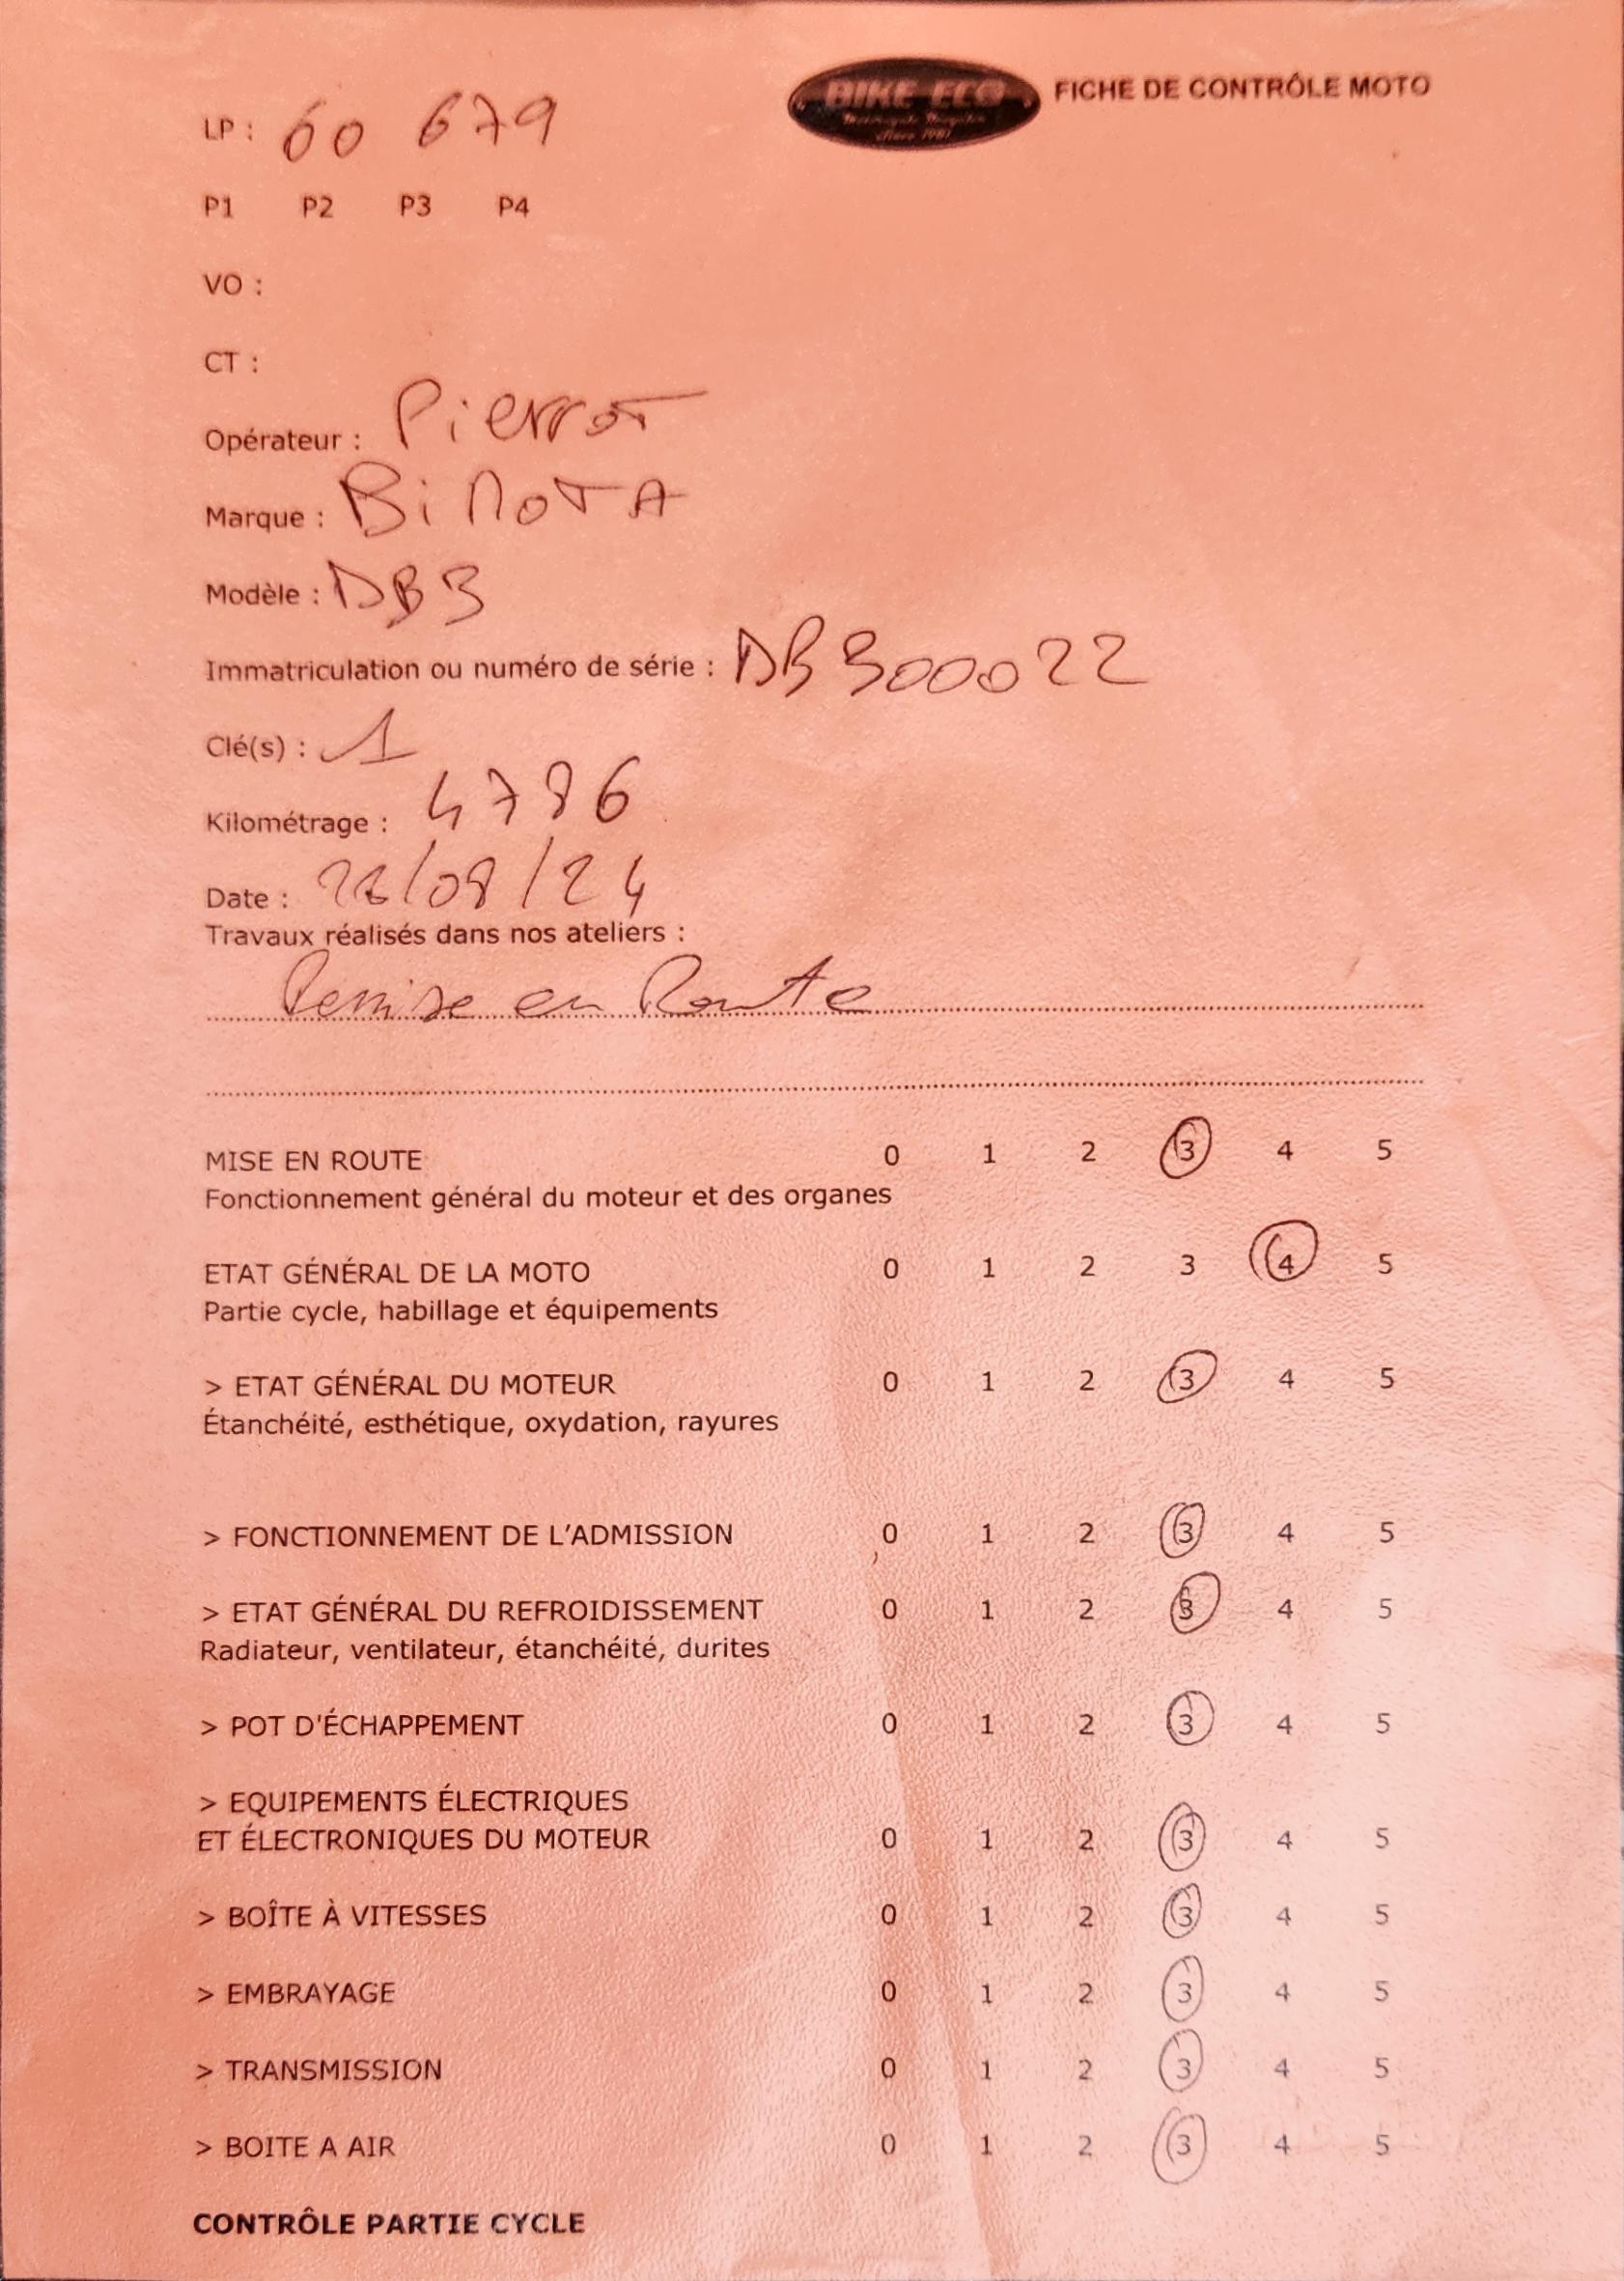 BIKE ECO FICHE DE CONTRÔLE MOTO
Since 1981
LP : 60 679
P1 P2 P3 P4
VO :
CT :
Opérateur : Pierrot
Marque : BiMOTA
Modèle : DB3
Immatriculation ou numéro de série : DB300022
Clé(s) : 1
Kilométrage : 4786
Date : /08/24
Travaux réalisés dans nos ateliers :
Remise en Route
MISE EN ROUTE 0 1 2 3 4 5
Fonctionnement général du moteur et des organes
ETAT GÉNÉRAL DE LA MOTO 0 1 2 3 4 5
Partie cycle, habillage et équipements
> ETAT GÉNÉRAL DU MOTEUR 0 1 2 3 4 5
Étanchéité, esthétique, oxydation, rayures
> FONCTIONNEMENT DE L'ADMISSION 0 1 2 3 4 5
> ETAT GÉNÉRAL DU REFROIDISSEMENT 0 1 2 3 4 5
Radiateur, ventilateur, étanchéité, durites
> POT D'ÉCHAPPEMENT 0 1 2 3 4 5
> EQUIPEMENTS ÉLECTRIQUES
ET ÉLECTRONIQUES DU MOTEUR 0 1 2 3 4 5
> BOÎTE À VITESSES 0 1 2 3 4 5
> EMBRAYAGE 0 1 2 3 4 5
> TRANSMISSION 0 1 2 3 4 5
> BOITE A AIR 0 1 2 3 4 5
CONTRÔLE PARTIE CYCLE